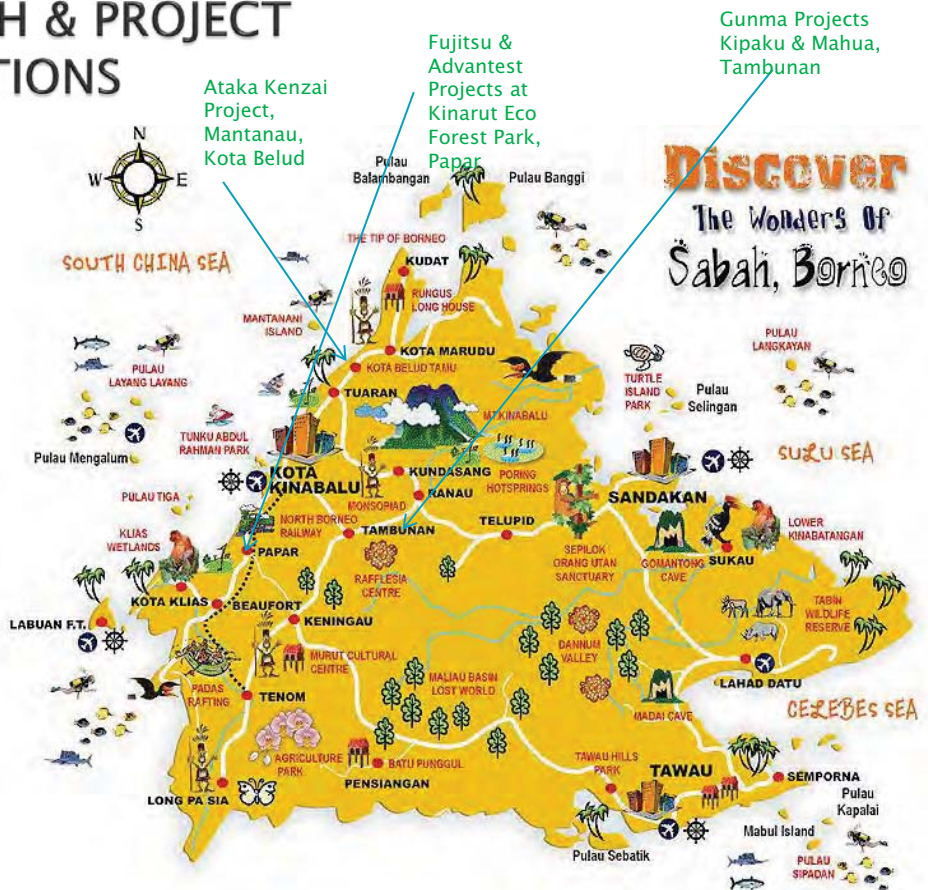 H & PROJECT
TIONS
Ataka Kenzai
Project,
Mantanau,
Kota Belud
Fujitsu &
Advantest
Projects at
Kinarut Eco
Forest Park,
Papar
Gunma Projects
Kipaku & Mahua,
Tambunan
N
W
E
S
Discover
The Wonders Of
Sabah, Borneo
Pulau
Balambangan
Pulau Banggi
SOUTH CHINA SEA
THE TIP OF BORNEO
KUDAT
RUNGUS
LONG HOUSE
MANTANANI
ISLAND
KOTA MARUDU
KOTA BELUD TAMU
TUARAN
PULAU
LAYANG LAYANG
PULAU
LANGKAYAN
TURTLE
ISLAND
PARK
Pulau
Selingan
MT.KINABALU
TUNKU ABDUL
RAHMAN PARK
Pulau Mengalum
KOTA
KINABALU
KUNDASANG
PORING
HOTSPRINGS
SULU SEA
MONSOPIAD
RANAU
SANDAKAN
PULAU TIGA
NORTH BORNEO
RAILWAY
TAMBUNAN
TELUPID
LOWER
KINABATANGAN
KLIAS
WETLANDS
PAPAR
RAFFLESIA
CENTRE
SEPILOK
ORANG UTAN
SANCTUARY
GOMANTONG
CAVE
SUKAU
KOTA KLIAS
BEAUFORT
KENINGAU
TABIN
WILDLIFE
RESERVE
LABUAN F.T.
MURUT CULTURAL
CENTRE
DANNUM
VALLEY
PADAS
RAFTING
TENOM
MALIAU BASIN
LOST WORLD
LAHAD DATU
MADAI CAVE
CELEBES SEA
AGRICULTURE
PARK
BATU PUNGGUL
PENSIANGAN
TAWAU HILLS
PARK
TAWAU
SEMPORNA
LONG PA SIA
Pulau
Kapalai
Mabul Island
Pulau Sebatik
PULAU
SIPADAN